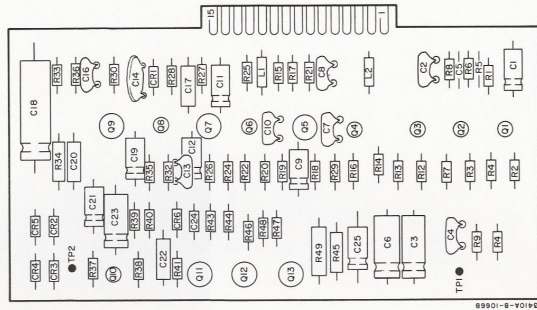 15 1
R33 R36 C16 R30 C14 CR1 R28 C17 R27 C11 R25 L1 R15 R17 R21 C8 L2 C2 R8 C5 R6 R5 R1 C1
C18
Q9 Q8 Q7 Q6 C10 Q5 C7 Q4 Q3 Q2 Q1
R34 C20 C19 R35 R32 C13 C12 R26 R24 R22 R20 R19 C9 R18 R29 R16 R14 R13 R12 R7 R3 R4 R2
C21 C23 R39 R40 CR6 C24 R43 R44 R46 R48 R47
CR5 CR2 R49 R45 C25 C6 C3 C4 R9 R4
CR4 CR3 TP2 R37 Q10 R38 C22 R41 Q11 Q12 Q13 TP1
5410A-B-1066B